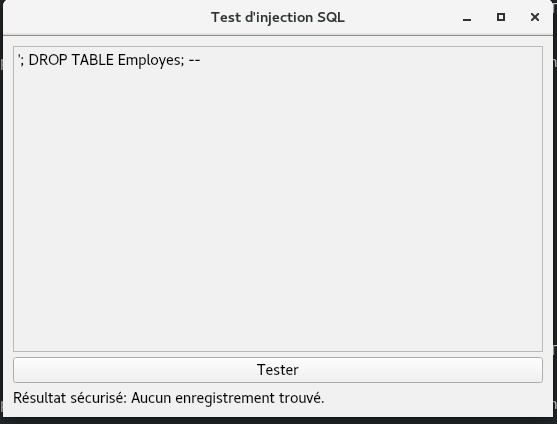 Test d'injection SQL
'; DROP TABLE Employes; --
Tester
Résultat sécurisé: Aucun enregistrement trouvé.